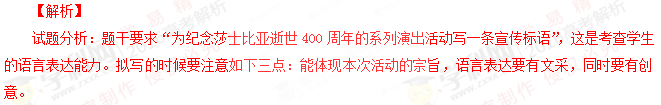 【解析】
试题分析：题干要求“为纪念莎士比亚逝世 400 周年的系列演出活动写一条宣传标语”，这是考查学生
的语言表达能力。拟写的时候要注意如下三点：能体现本次活动的宗旨，语言表达要有文采，同时要有创
意。